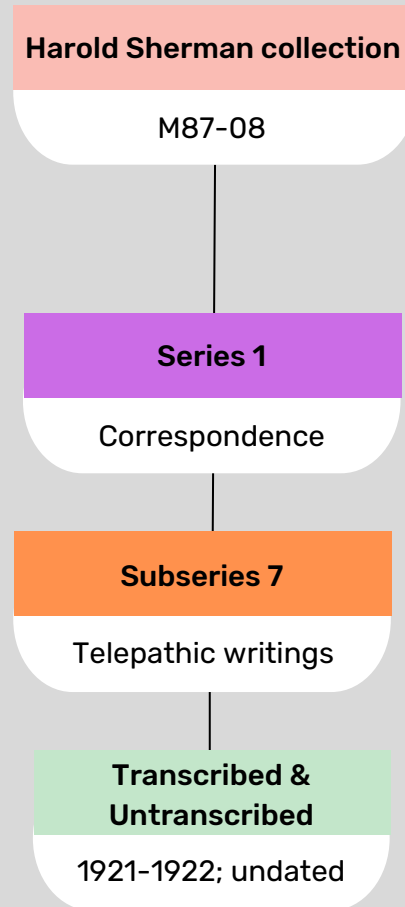 Harold Sherman collection
M87-08
Series 1
Correspondence
Subseries 7
Telepathic writings
Transcribed &
Untranscribed
1921-1922; undated